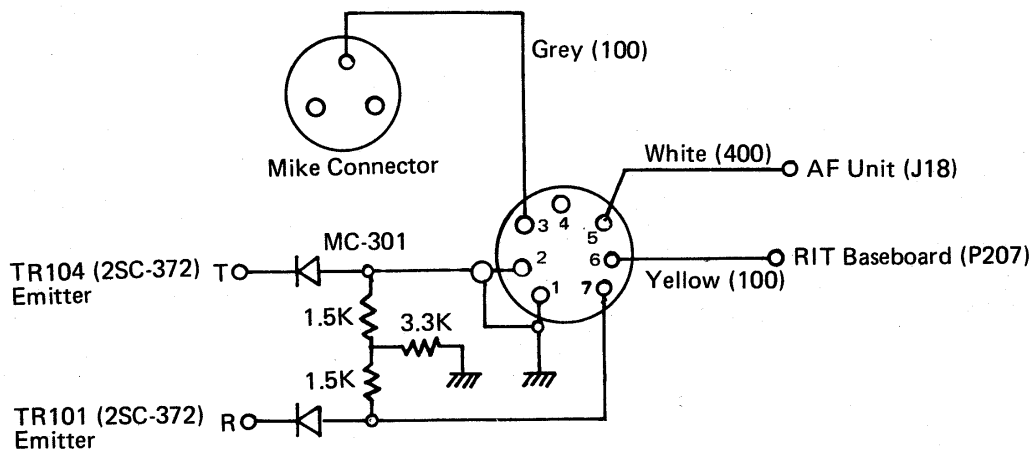 Grey (100)
Mike Connector
White (400)
AF Unit (J18)
3
4
5
MC-301
2
6
RIT Baseboard (P207)
TR104 (2SC-372)
Emitter
T
Yellow (100)
1
7
1.5K
3.3K
1.5K
TR101 (2SC-372)
Emitter
R